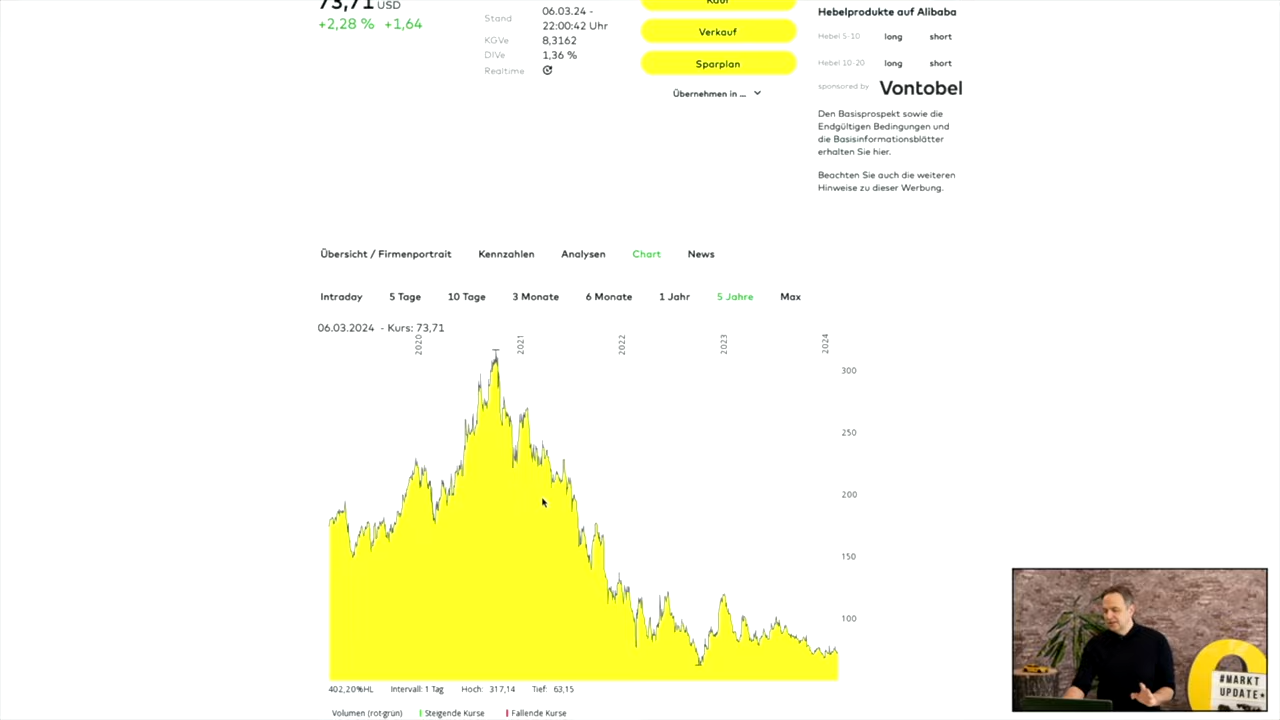 73,71 USD
+2,28 % +1,64
Stand 06.03.24 -
22:00:42 Uhr
KGVe 8,3162
DIVe 1,36 %
Realtime
Kauf
Verkauf
Sparplan
Übernehmen in ...
Hebelprodukte auf Alibaba
Hebel 5-10 long short
Hebel 10-20 long short
sponsored by Vontobel
Den Basisprospekt sowie die
Endgültigen Bedingungen und
die Basisinformationsblätter
erhalten Sie hier.
Beachten Sie auch die weiteren
Hinweise zu dieser Werbung.
Übersicht / Firmenportrait Kennzahlen Analysen Chart News
Intraday 5 Tage 10 Tage 3 Monate 6 Monate 1 Jahr 5 Jahre Max
06.03.2024 - Kurs: 73,71
2020 2021 2022 2023 2024
300
250
200
150
100
402,20%HL Intervall: 1 Tag Hoch: 317,14 Tief: 63,15
Volumen (rot-grün) Steigende Kurse Fallende Kurse
#MARKT
UPDATE